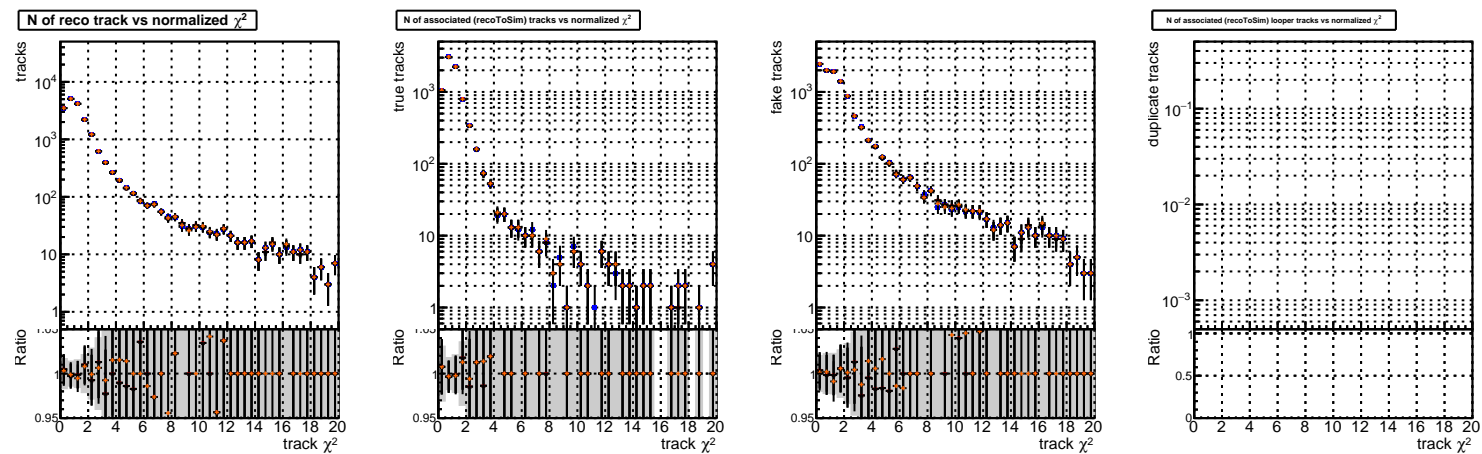 N of reco track vs normalized χ²
tracks
10⁴
10³
10²
10
1
Ratio
1.05
1
0.95
0 2 4 6 8 10 12 14 16 18 20
track χ²
N of associated (recoToSim) tracks vs normalized χ²
true tracks
10³
10²
10
1
Ratio
1.05
1
0.95
0 2 4 6 8 10 12 14 16 18 20
track χ²
fake tracks
10³
10²
10
1
Ratio
1.05
1
0.95
0 2 4 6 8 10 12 14 16 18 20
track χ²
N of associated (recoToSim) looper tracks vs normalized χ²
duplicate tracks
10⁻¹
10⁻²
10⁻³
Ratio
1
0.5
0
0 2 4 6 8 10 12 14 16 18 20
track χ²